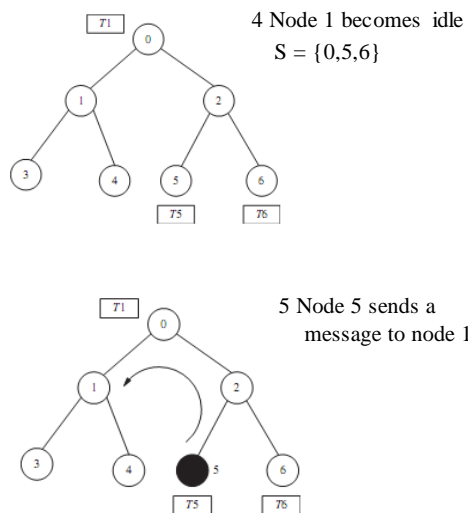 T1
4 Node 1 becomes idle
S = {0,5,6}
0
1
2
3
4
5
6
T5
T6
T1
5 Node 5 sends a
message to node 1
0
1
2
3
4
5
6
T5
T6